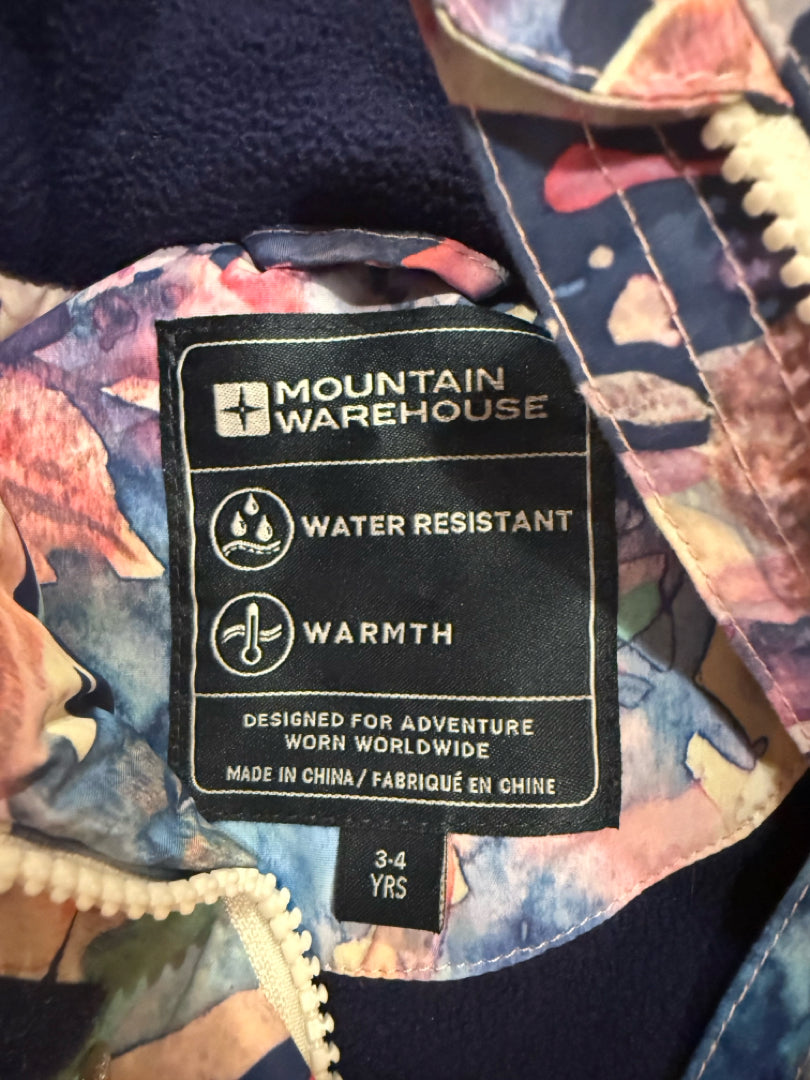 MOUNTAIN
WAREHOUSE
WATER RESISTANT
WARMTH
DESIGNED FOR ADVENTURE
WORN WORLDWIDE
MADE IN CHINA / FABRIQUÉ EN CHINE
3-4
YRS